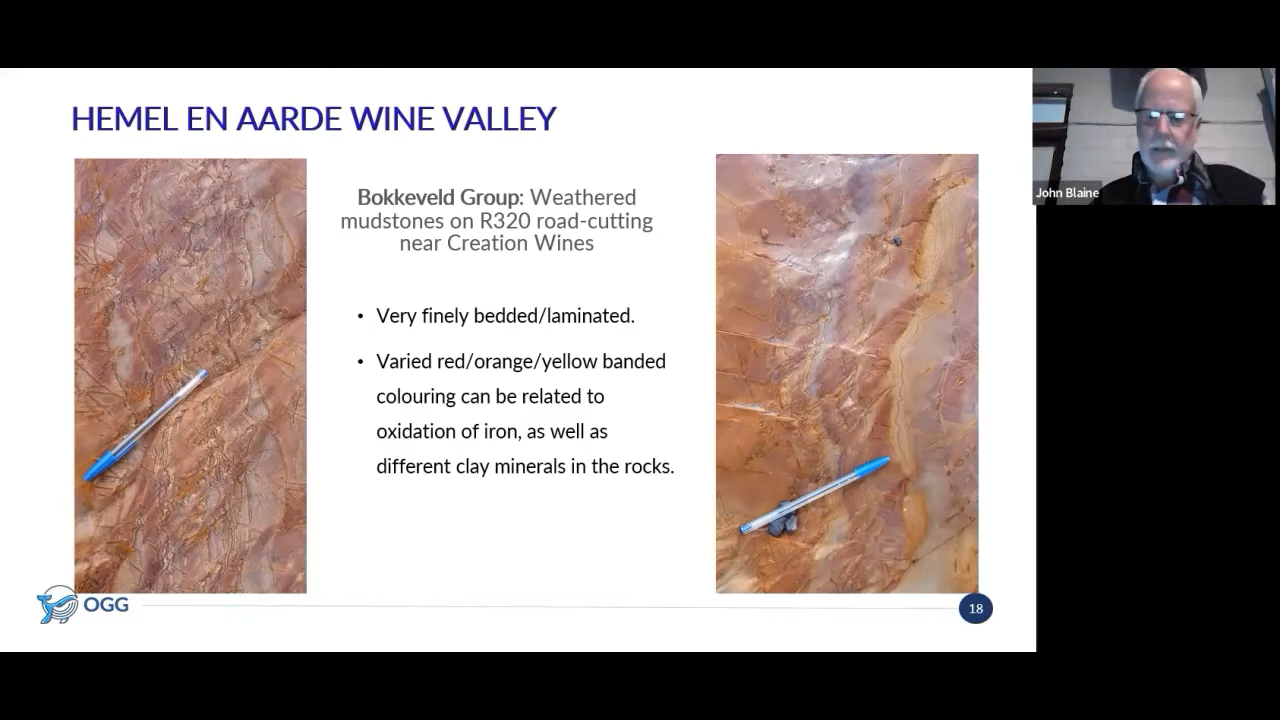 HEMEL EN AARDE WINE VALLEY
Bokkeveld Group: Weathered
mudstones on R320 road-cutting
near Creation Wines
• Very finely bedded/laminated.
• Varied red/orange/yellow banded
colouring can be related to
oxidation of iron, as well as
different clay minerals in the rocks.
John Blaine
OGG
18